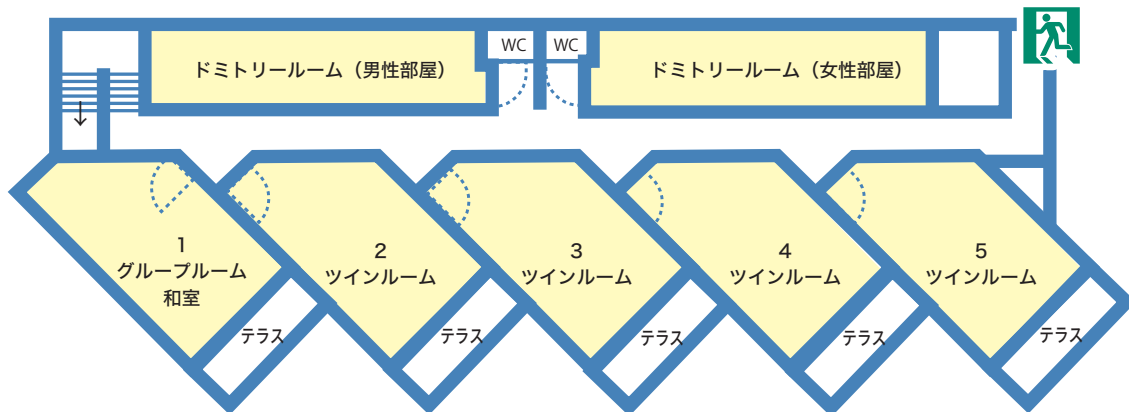 ドミトリールーム（男性部屋）
WC
WC
ドミトリールーム（女性部屋）
↓
1
グループルーム
和室
テラス
2
ツインルーム
テラス
3
ツインルーム
テラス
4
ツインルーム
テラス
5
ツインルーム
テラス